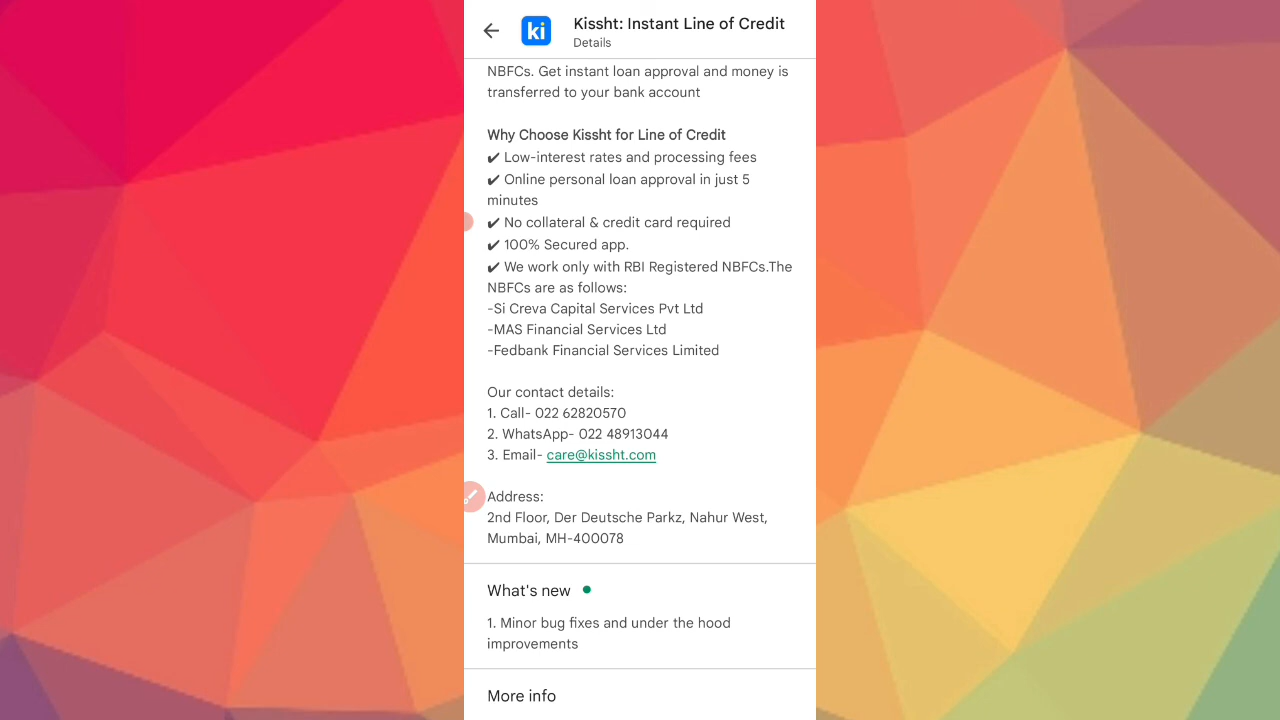 ki
Kissht: Instant Line of Credit
Details
NBFCs. Get instant loan approval and money is
transferred to your bank account
Why Choose Kissht for Line of Credit
✔ Low-interest rates and processing fees
✔ Online personal loan approval in just 5
minutes
✔ No collateral & credit card required
✔ 100% Secured app.
✔ We work only with RBI Registered NBFCs.The
NBFCs are as follows:
-Si Creva Capital Services Pvt Ltd
-MAS Financial Services Ltd
-Fedbank Financial Services Limited
Our contact details:
1. Call- 022 62820570
2. WhatsApp- 022 48913044
3. Email- care@kissht.com
Address:
2nd Floor, Der Deutsche Parkz, Nahur West,
Mumbai, MH-400078
What's new
1. Minor bug fixes and under the hood
improvements
More info